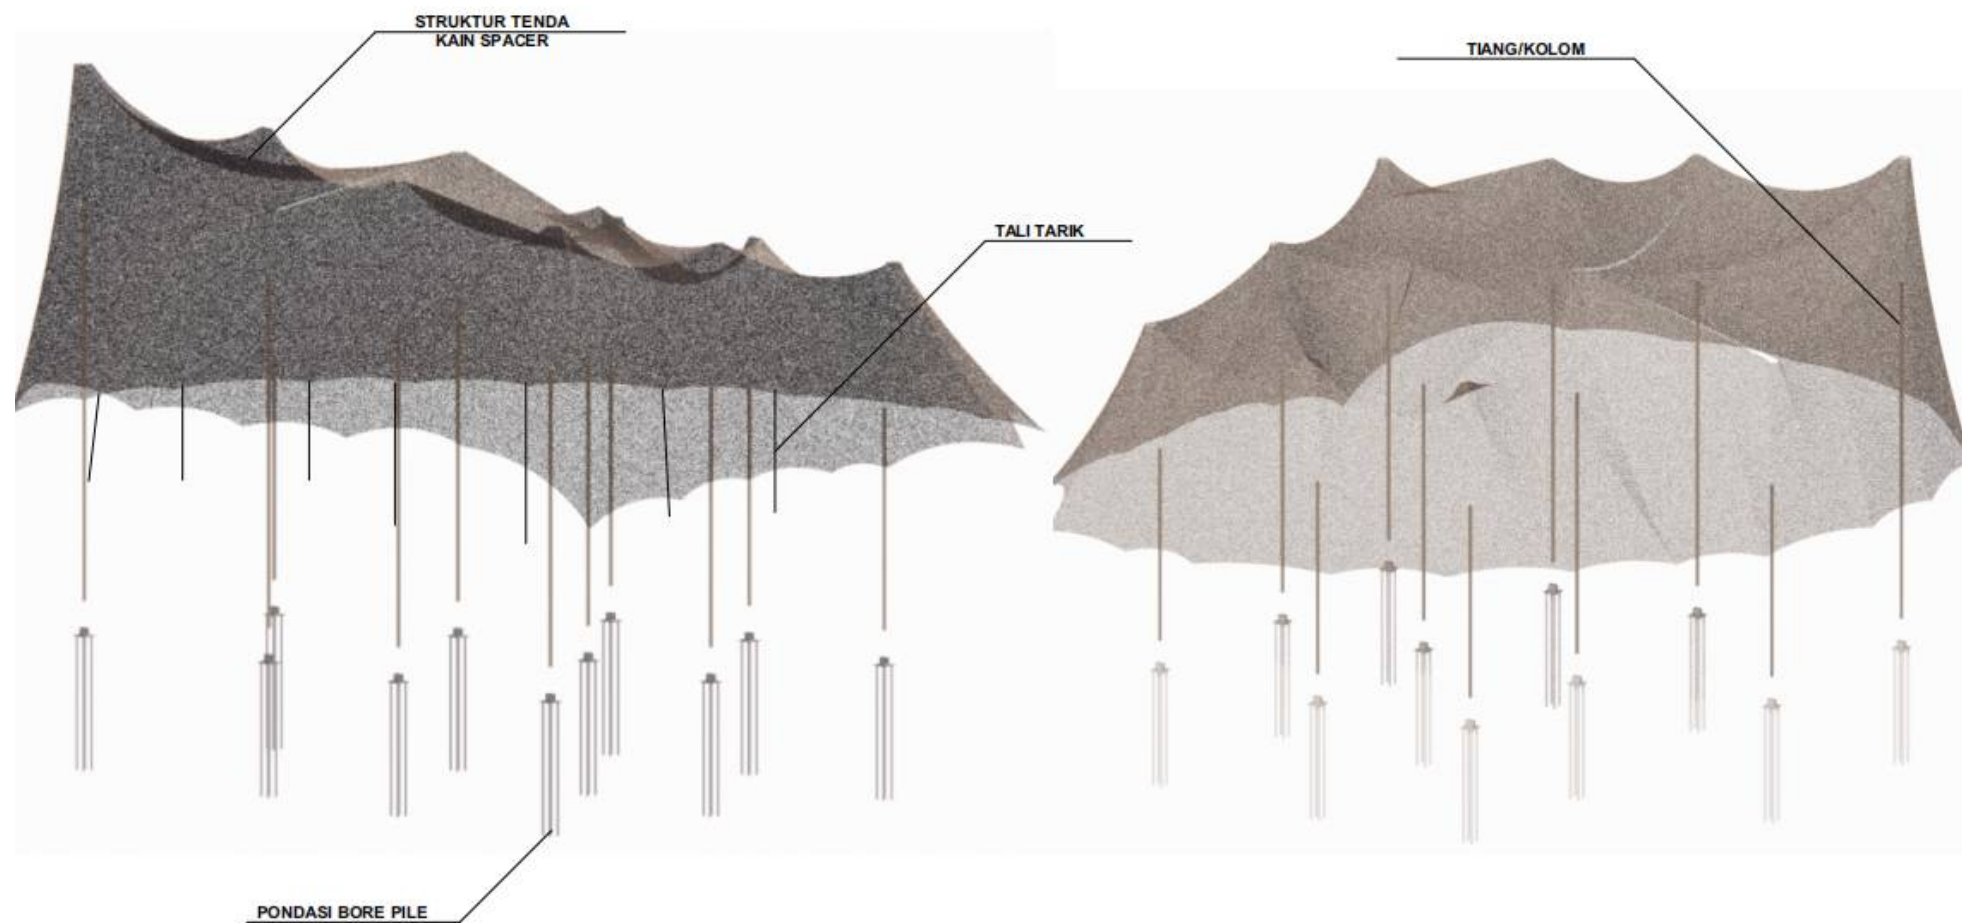 STRUKTUR TENDA
KAIN SPACER
TIANG/KOLOM
TALI TARIK
PONDASI BORE PILE